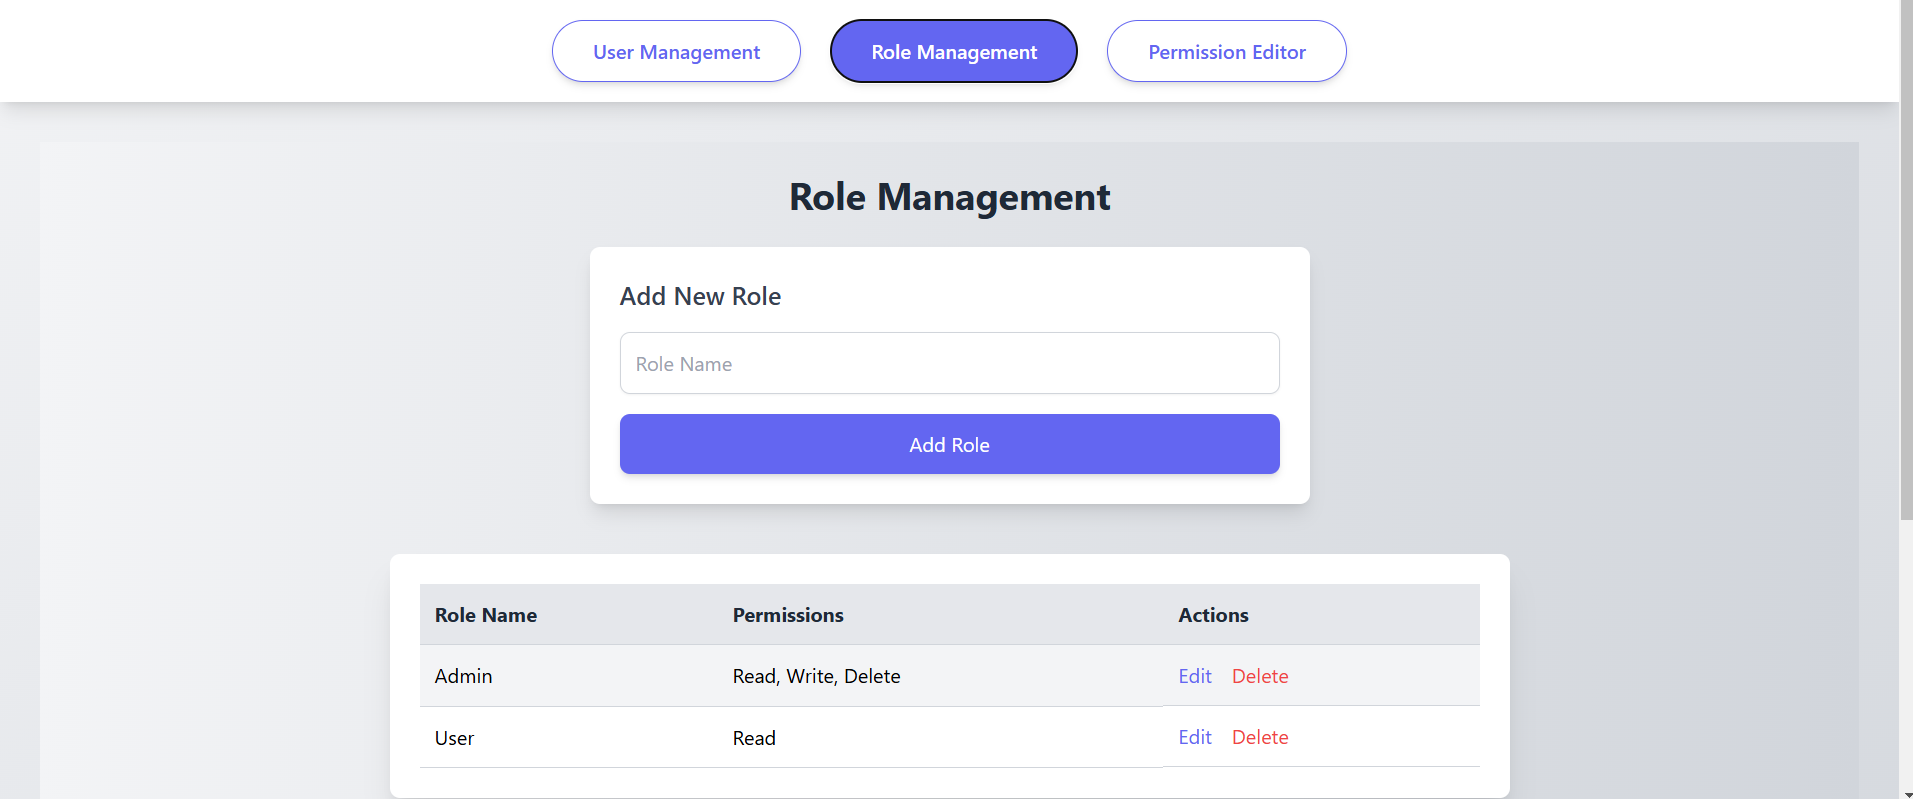 User Management Role Management Permission Editor
Role Management
Add New Role
Role Name
Add Role
Role Name Permissions Actions
Admin Read, Write, Delete Edit Delete
User Read Edit Delete